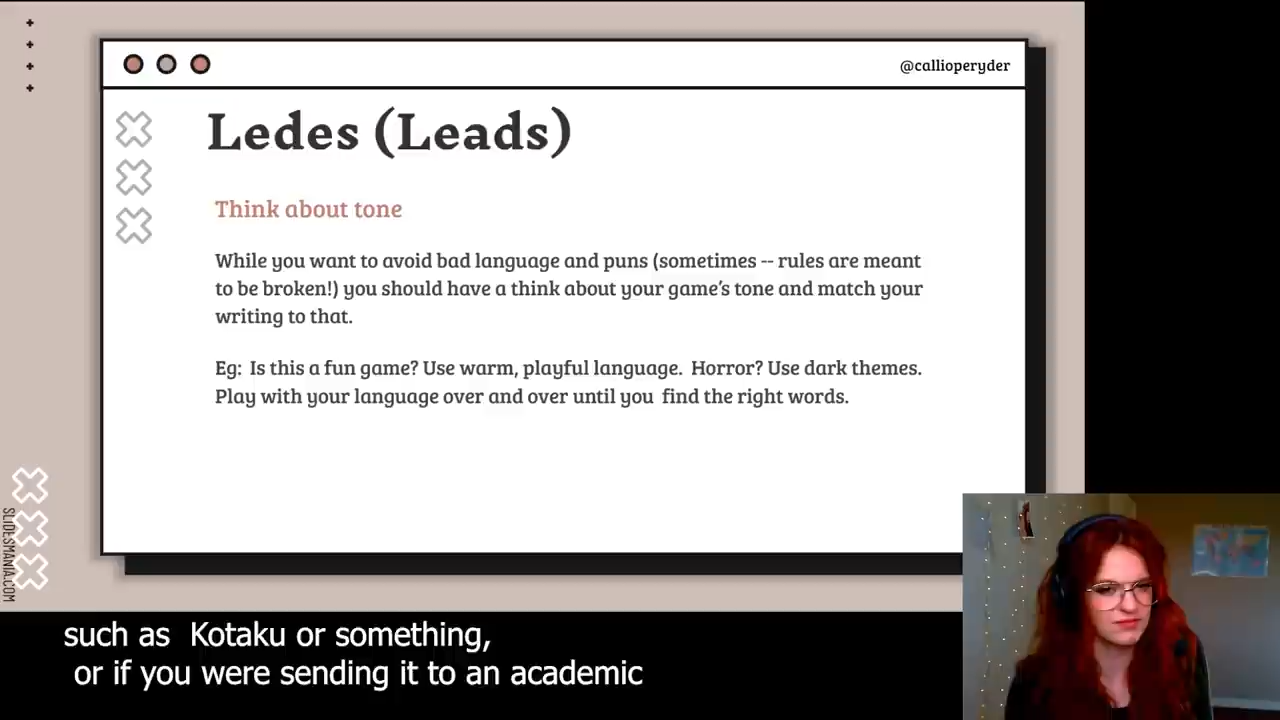 @callioperyder
Ledes (Leads)
Think about tone
While you want to avoid bad language and puns (sometimes -- rules are meant
to be broken!) you should have a think about your game's tone and match your
writing to that.
Eg: Is this a fun game? Use warm, playful language. Horror? Use dark themes.
Play with your language over and over until you find the right words.
SLIDESMANIA.COM
such as Kotaku or something,
or if you were sending it to an academic